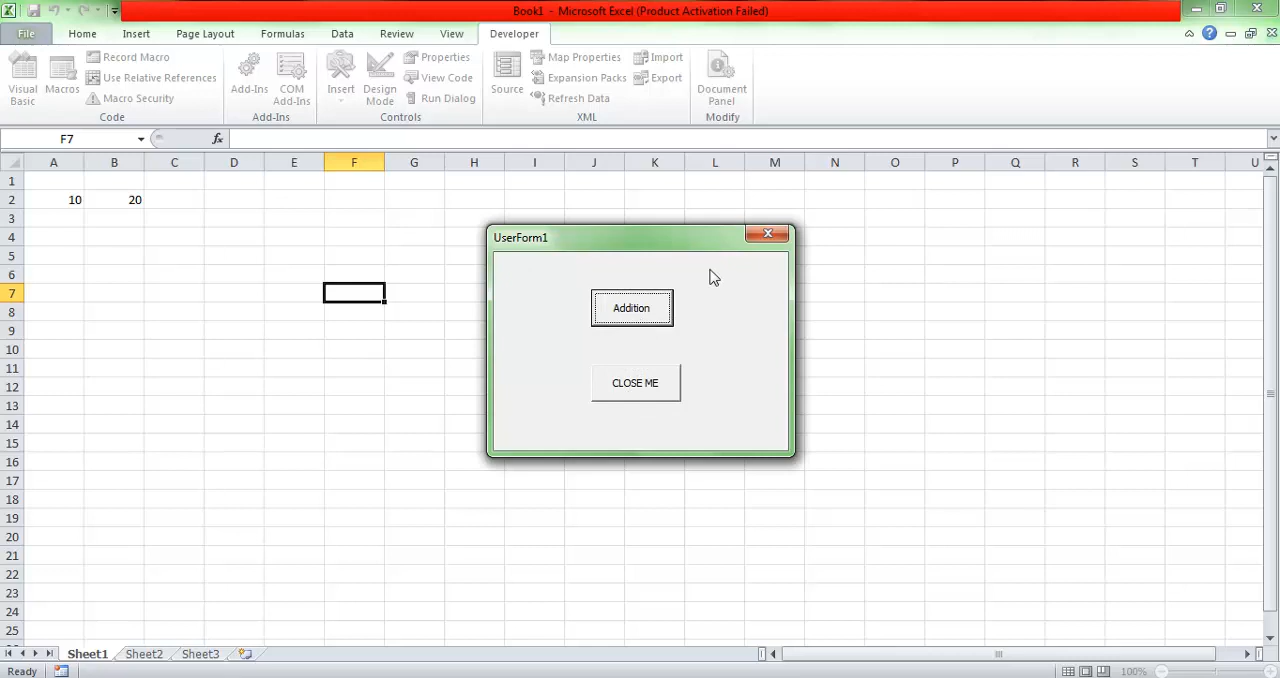 Book1 - Microsoft Excel (Product Activation Failed)
File Home Insert Page Layout Formulas Data Review View Developer
Visual Basic
Macros
Record Macro
Use Relative References
Macro Security
Code
Add-Ins
COM Add-Ins
Add-Ins
Insert
Design Mode
Properties
View Code
Run Dialog
Controls
Source
Map Properties
Expansion Packs
Refresh Data
Import
Export
XML
Document Panel
Modify
F7 fx
A B C D E F G H I J K L M N O P Q R S T U
1
2 10 20
3
4
5
6
7
8
9
10
11
12
13
14
15
16
17
18
19
20
21
22
23
24
25
UserForm1
Addition
CLOSE ME
Sheet1 Sheet2 Sheet3
Ready 100%